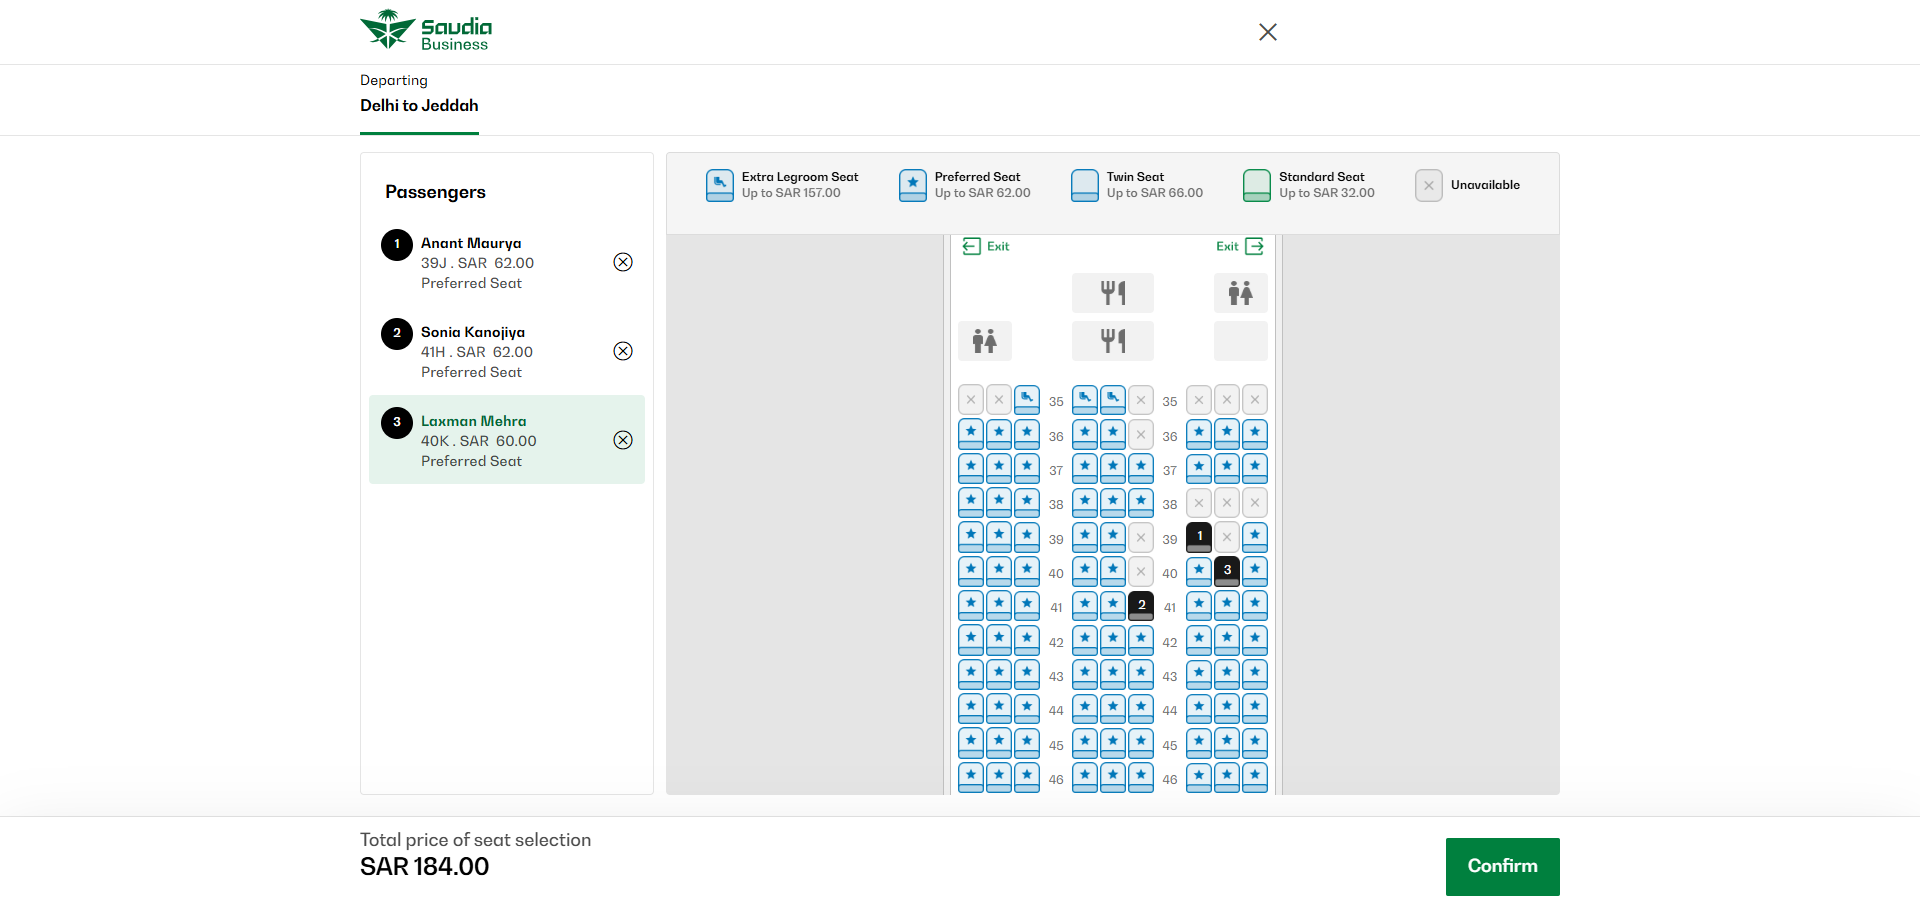 Saudia
Business
Departing
Delhi to Jeddah
Passengers
1
Anant Maurya
39J . SAR 62.00
Preferred Seat
2
Sonia Kanojiya
41H . SAR 62.00
Preferred Seat
3
Laxman Mehra
40K . SAR 60.00
Preferred Seat
Extra Legroom Seat
Up to SAR 157.00
Preferred Seat
Up to SAR 62.00
Twin Seat
Up to SAR 66.00
Standard Seat
Up to SAR 32.00
Unavailable
Exit Exit
35 35
36 36
37 37
38 38
39 39 1
40 40 3
41 2 41
42 42
43 43
44 44
45 45
46 46
Total price of seat selection
SAR 184.00
Confirm